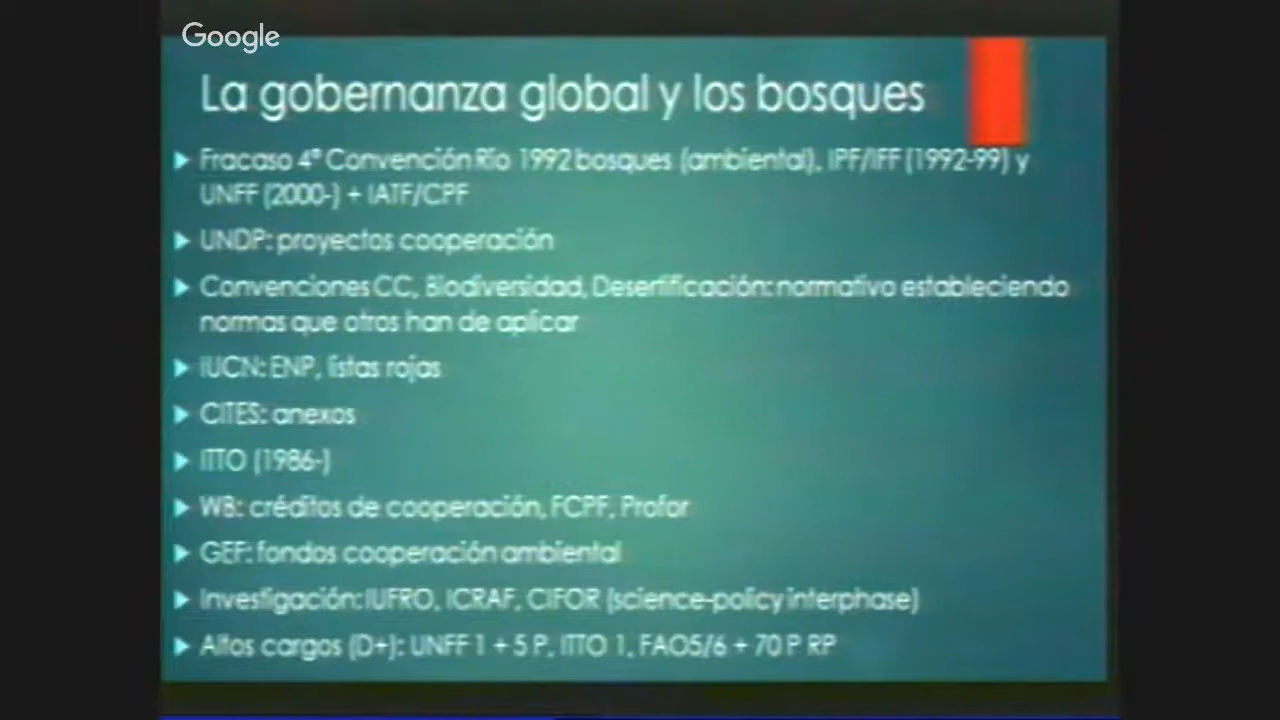 Google
La gobernanza global y los bosques
Fracaso 4ª Convención Río 1992 bosques (ambiental), IPF/IFF (1992-99) y
UNFF (2000-) + IATF/CPF
UNDP: proyectos cooperación
Convenciones CC, Biodiversidad, Desertificación: normativo estableciendo
normas que otros han de aplicar
IUCN: ENP, listas rojas
CITES: anexos
ITTO (1986-)
WB: créditos de cooperación, FCPF, Profor
GEF: fondos cooperación ambiental
Investigación: IUFRO, ICRAF, CIFOR (science-policy interphase)
Altos cargos (D+): UNFF 1 + 5 P, ITTO 1, FAO5/6 + 70 P RP